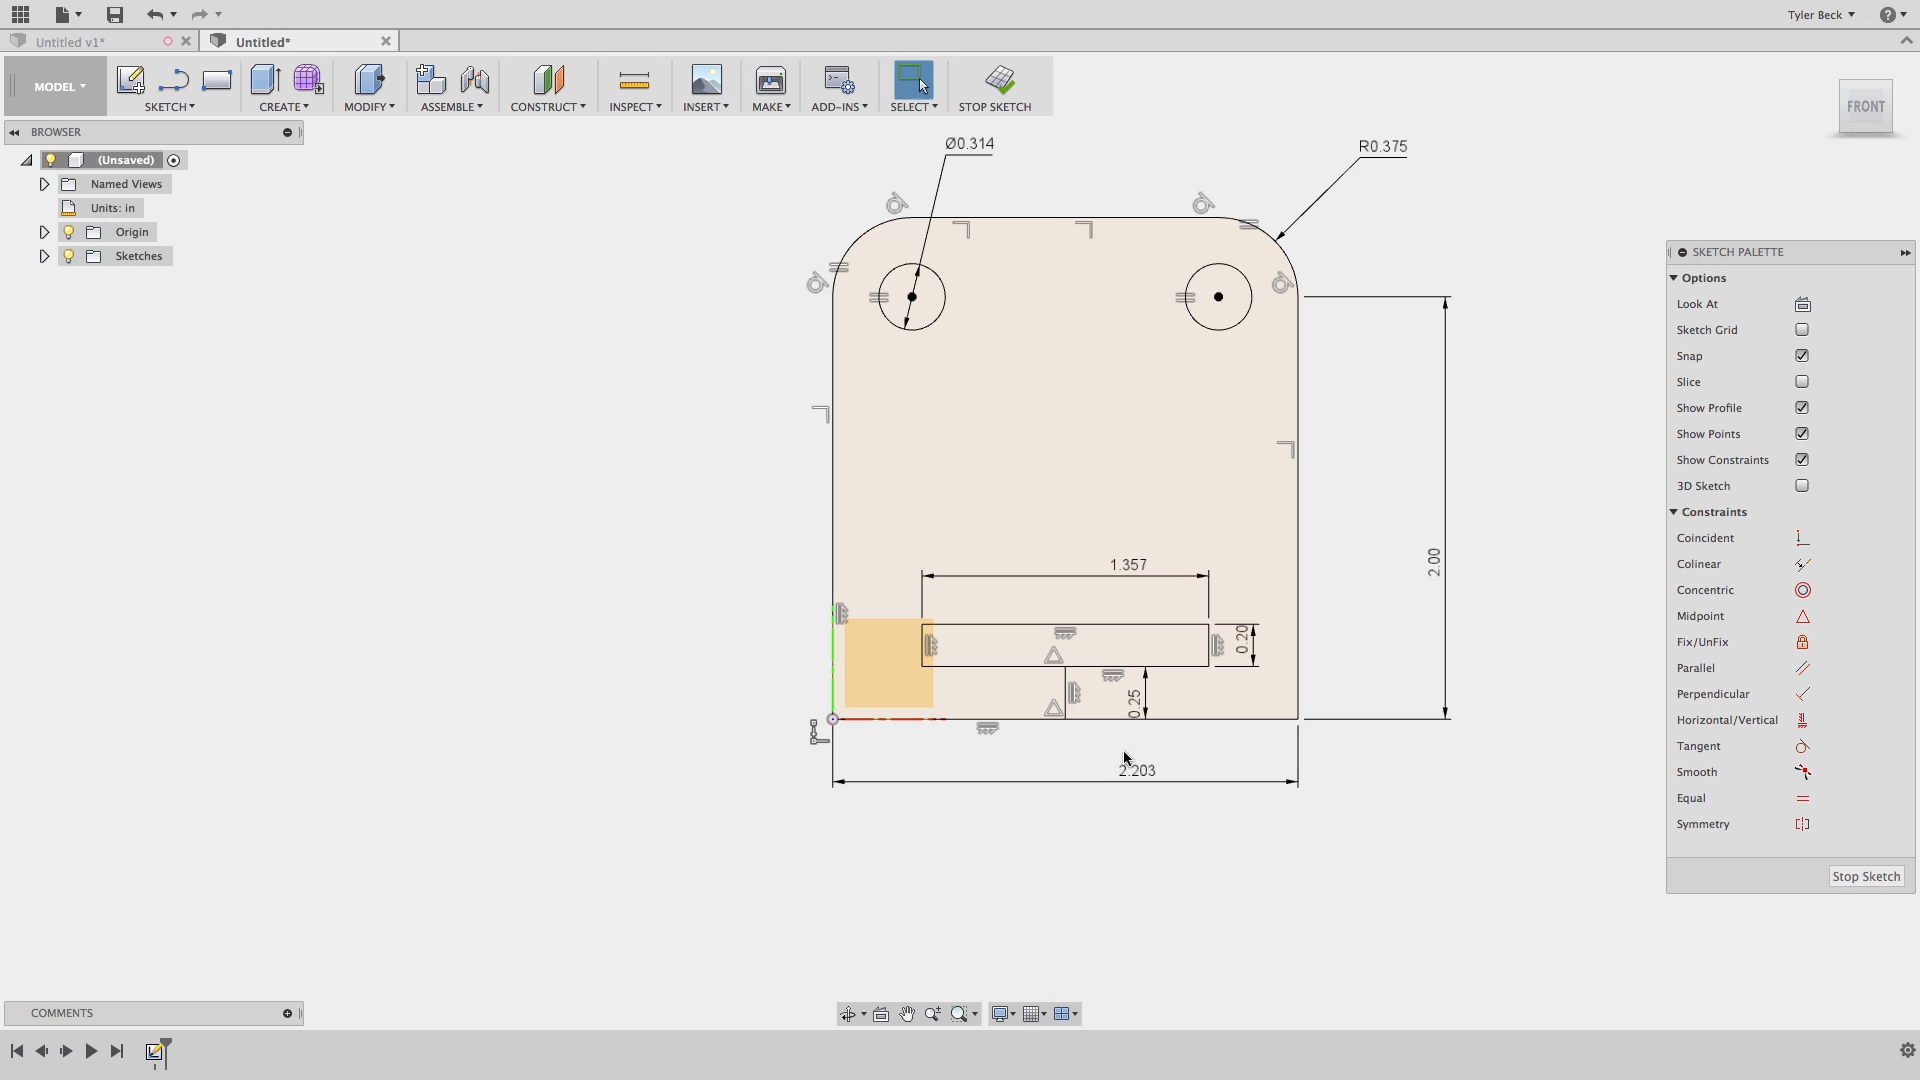 Tyler Beck
Untitled v1*
Untitled*
MODEL
SKETCH
CREATE
MODIFY
ASSEMBLE
CONSTRUCT
INSPECT
INSERT
MAKE
ADD-INS
SELECT
STOP SKETCH
FRONT
BROWSER
(Unsaved)
Named Views
Units: in
Origin
Sketches
Ø0.314
R0.375
2.00
1.357
0.20
0.25
2.203
SKETCH PALETTE
Options
Look At
Sketch Grid
Snap
Slice
Show Profile
Show Points
Show Constraints
3D Sketch
Constraints
Coincident
Colinear
Concentric
Midpoint
Fix/UnFix
Parallel
Perpendicular
Horizontal/Vertical
Tangent
Smooth
Equal
Symmetry
Stop Sketch
COMMENTS